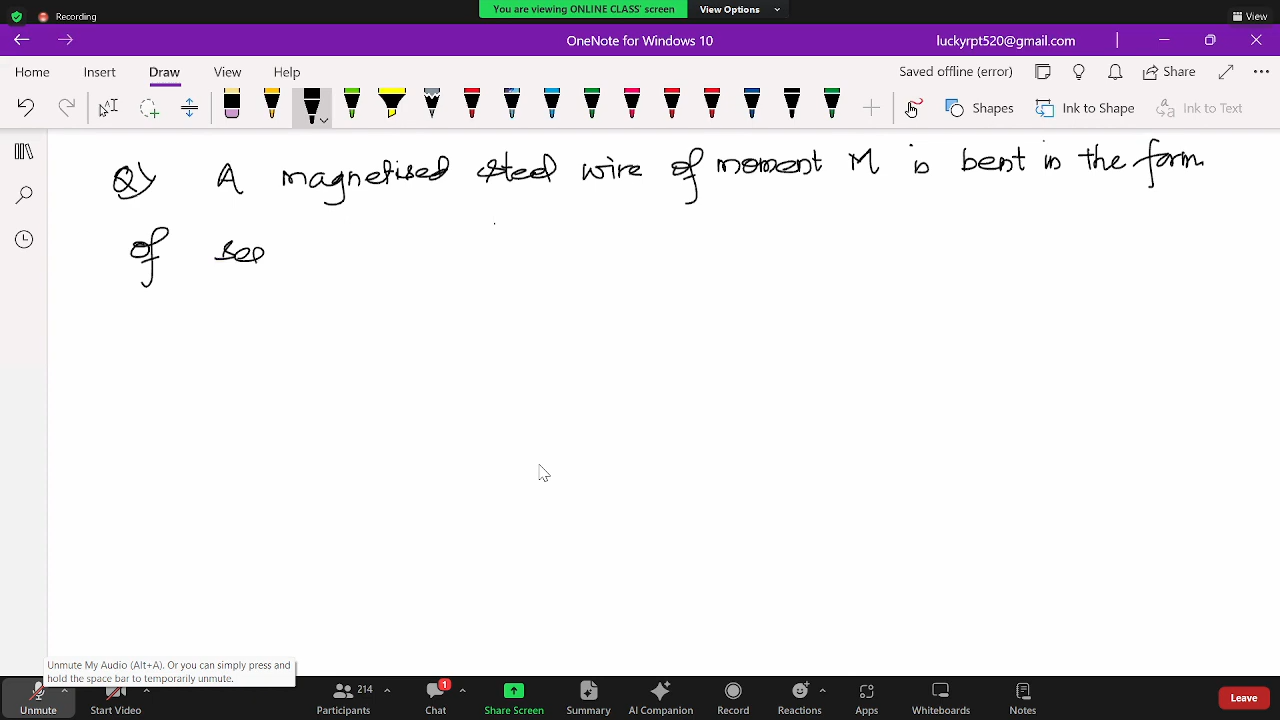 Recording
You are viewing ONLINE CLASS' screen
View Options
View
OneNote for Windows 10
luckyrpt520@gmail.com
Home Insert Draw View Help
Saved offline (error)
Share
Shapes
Ink to Shape
Ink to Text
Q) A magnetised steel wire of moment M is bent in the form
of
Unmute My Audio (Alt+A). Or you can simply press and
hold the space bar to temporarily unmute.
Unmute
Start Video
214
Participants
1
Chat
Share Screen
Summary
AI Companion
Record
Reactions
Apps
Whiteboards
Notes
Leave